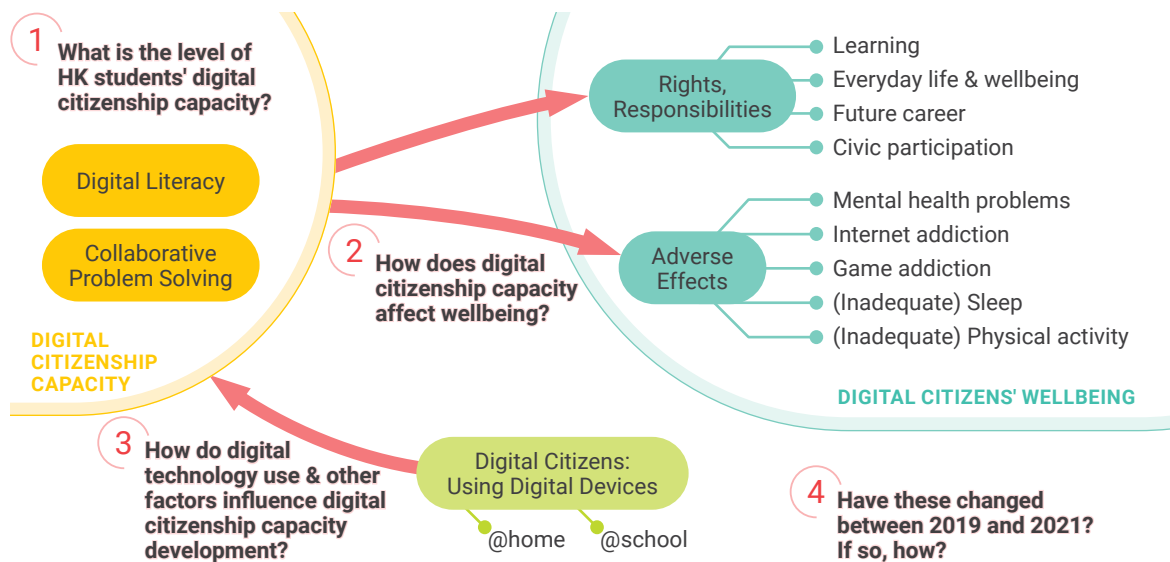 1
What is the level of
HK students' digital
citizenship capacity?
Digital Literacy
Collaborative
Problem Solving
DIGITAL
CITIZENSHIP
CAPACITY
Rights,
Responsibilities
Learning
Everyday life & wellbeing
Future career
Civic participation
2
How does digital
citizenship capacity
affect wellbeing?
Adverse
Effects
Mental health problems
Internet addiction
Game addiction
(Inadequate) Sleep
(Inadequate) Physical activity
DIGITAL CITIZENS' WELLBEING
3
How do digital
technology use & other
factors influence digital
citizenship capacity
development?
Digital Citizens:
Using Digital Devices
@home
@school
4
Have these changed
between 2019 and 2021?
If so, how?